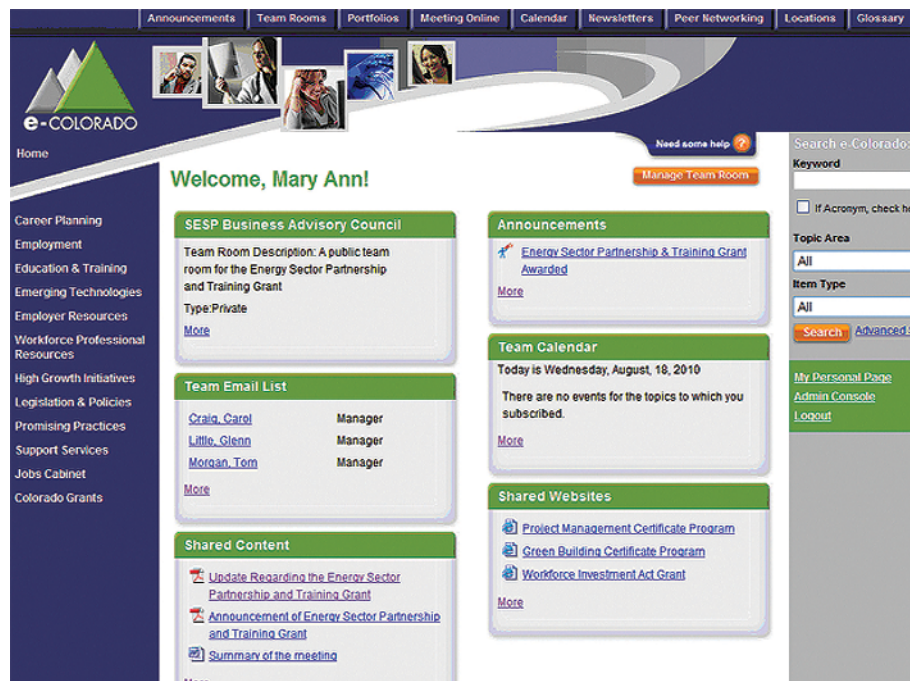 Announcements Team Rooms Portfolios Meeting Online Calendar Newsletters Peer Networking Locations Glossary
e-COLORADO
Home
Career Planning
Employment
Education & Training
Emerging Technologies
Employer Resources
Workforce Professional
Resources
High Growth Initiatives
Legislation & Policies
Promising Practices
Support Services
Jobs Cabinet
Colorado Grants
Need some help ?
Welcome, Mary Ann!
Manage Team Room
SESP Business Advisory Council
Team Room Description: A public team
room for the Energy Sector Partnership
and Training Grant
Type:Private
More
Team Email List
Craig, Carol Manager
Little, Glenn Manager
Morgan, Tom Manager
More
Shared Content
Update Regarding the Energy Sector
Partnership and Training Grant
Announcement of Energy Sector Partnership
and Training Grant
Summary of the meeting
Announcements
Energy Sector Partnership & Training Grant
Awarded
More
Team Calendar
Today is Wednesday, August, 18, 2010
There are no events for the topics to which you
subscribed.
More
Shared Websites
Project Management Certificate Program
Green Building Certificate Program
Workforce Investment Act Grant
More
Search e-Colorado:
Keyword
If Acronym, check
Topic Area
All
Item Type
All
Search Advanced
My Personal Page
Admin Console
Logout